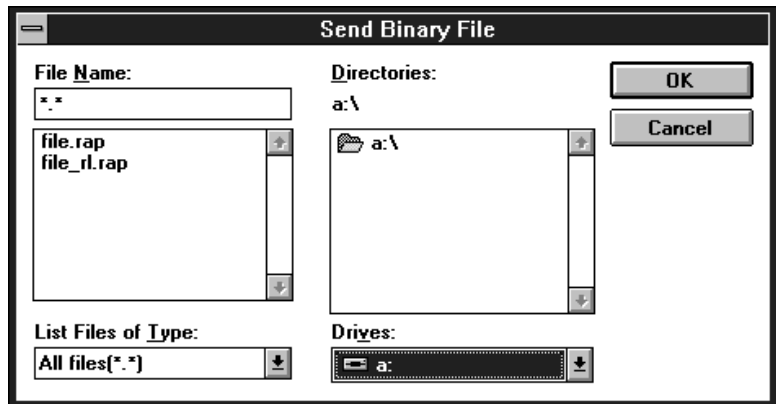 Send Binary File
File Name:
*.*
file.rap
file_rl.rap
List Files of Type:
All files(*.*)
Directories:
a:\
a:\
Drives:
a:
OK
Cancel